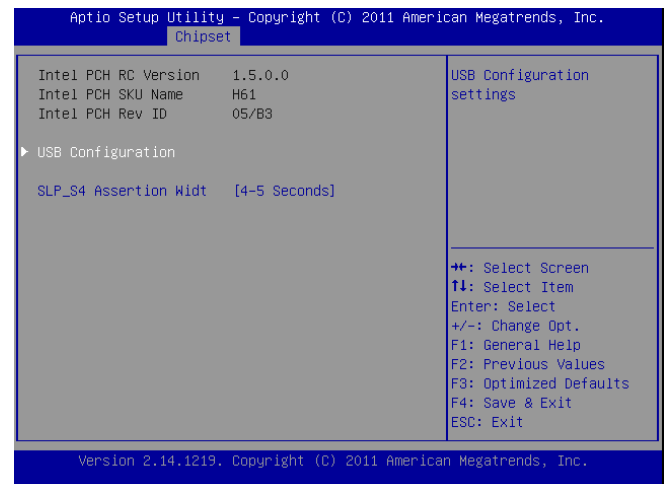 Aptio Setup Utility – Copyright (C) 2011 American Megatrends, Inc.
Chipset
Intel PCH RC Version 1.5.0.0
Intel PCH SKU Name H61
Intel PCH Rev ID 05/B3
► USB Configuration
SLP_S4 Assertion Widt [4-5 Seconds]
USB Configuration
settings
→←: Select Screen
↑↓: Select Item
Enter: Select
+/-: Change Opt.
F1: General Help
F2: Previous Values
F3: Optimized Defaults
F4: Save & Exit
ESC: Exit
Version 2.14.1219. Copyright (C) 2011 American Megatrends, Inc.